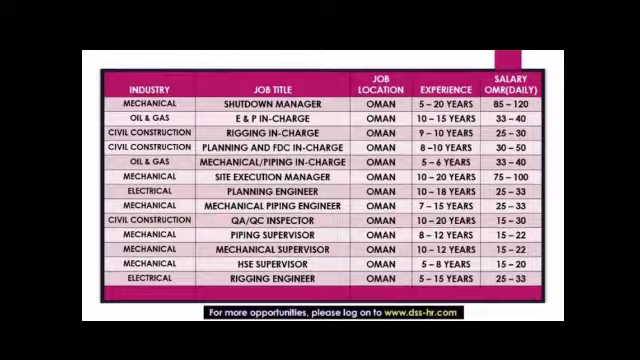 INDUSTRY JOB TITLE JOB LOCATION EXPERIENCE SALARY OMR(DAILY)
MECHANICAL SHUTDOWN MANAGER OMAN 5 – 20 YEARS 85 – 120
OIL & GAS E & P IN-CHARGE OMAN 10 – 15 YEARS 33 – 40
CIVIL CONSTRUCTION RIGGING IN-CHARGE OMAN 9 – 10 YEARS 25 – 30
CIVIL CONSTRUCTION PLANNING AND FDC IN-CHARGE OMAN 8 –10 YEARS 30 – 50
OIL & GAS MECHANICAL/PIPING IN-CHARGE OMAN 5 – 6 YEARS 33 – 40
MECHANICAL SITE EXECUTION MANAGER OMAN 10 – 20 YEARS 75 – 100
ELECTRICAL PLANNING ENGINEER OMAN 10 – 18 YEARS 25 – 33
MECHANICAL MECHANICAL PIPING ENGINEER OMAN 7 – 15 YEARS 25 – 33
CIVIL CONSTRUCTION QA/QC INSPECTOR OMAN 10 – 20 YEARS 15 – 30
MECHANICAL PIPING SUPERVISOR OMAN 8 – 12 YEARS 15 – 22
MECHANICAL MECHANICAL SUPERVISOR OMAN 10 – 12 YEARS 15 – 22
MECHANICAL HSE SUPERVISOR OMAN 5 – 8 YEARS 15 – 20
ELECTRICAL RIGGING ENGINEER OMAN 5 – 15 YEARS 25 – 33
For more opportunities, please log on to www.dss-hr.com